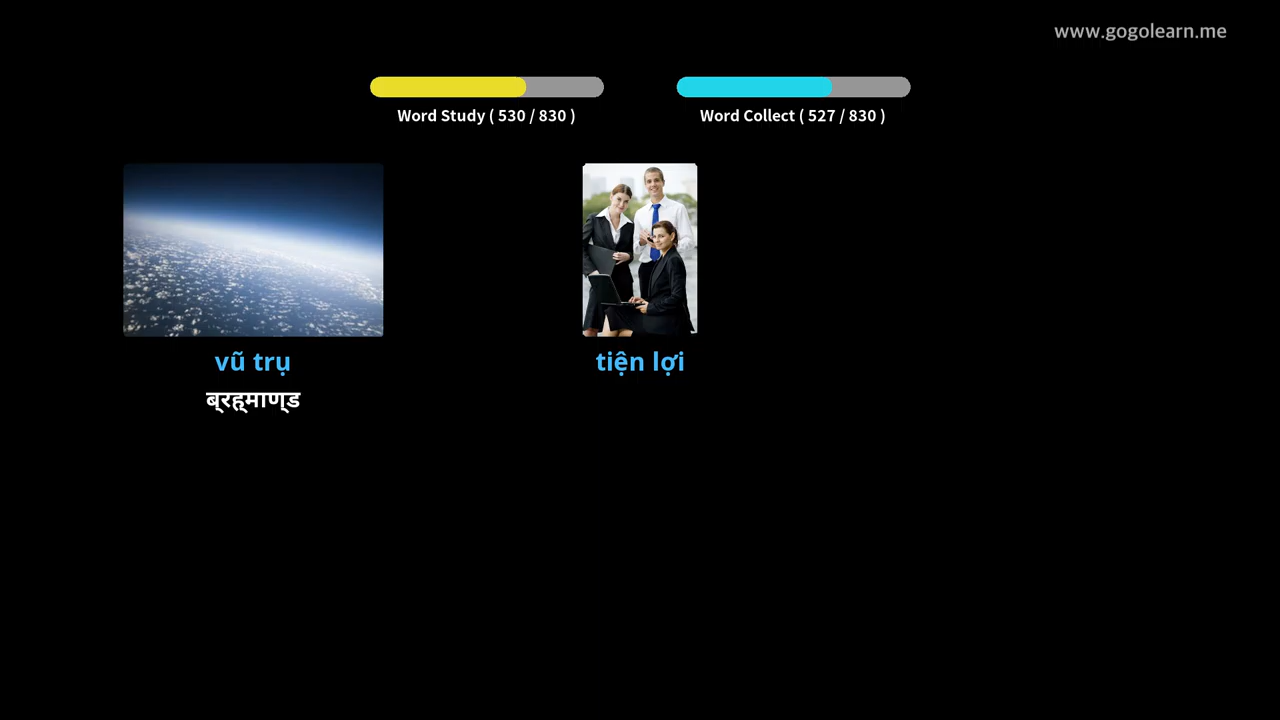 www.gogolearn.me
Word Study ( 530 / 830 )
Word Collect ( 527 / 830 )
vũ trụ
ब्रह्माण्ड
tiện lợi